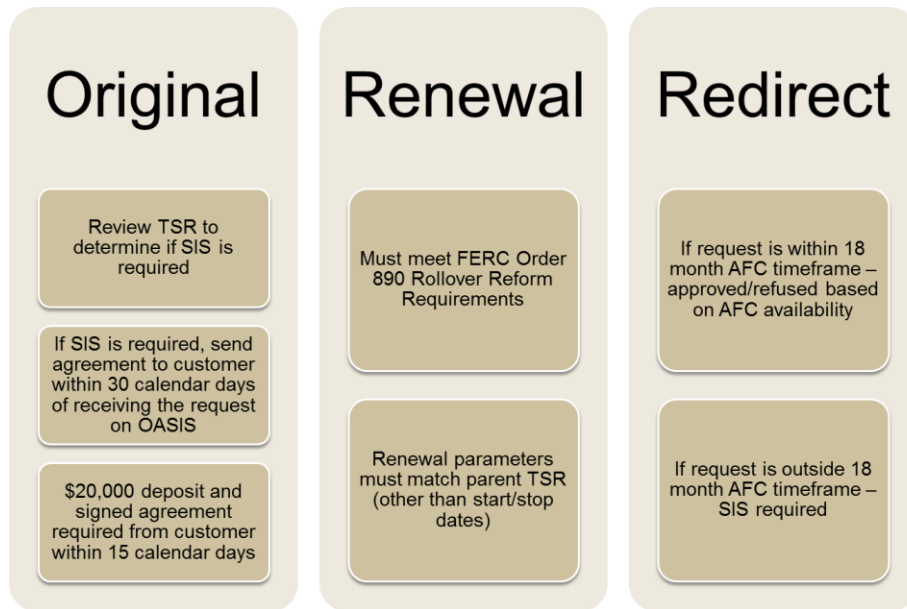 Original
Review TSR to
determine if SIS is
required
If SIS is required, send
agreement to customer
within 30 calendar days
of receiving the request
on OASIS
$20,000 deposit and
signed agreement
required from customer
within 15 calendar days
Renewal
Must meet FERC Order
890 Rollover Reform
Requirements
Renewal parameters
must match parent TSR
(other than start/stop
dates)
Redirect
If request is within 18
month AFC timeframe –
approved/refused based
on AFC availability
If request is outside 18
month AFC timeframe –
SIS required